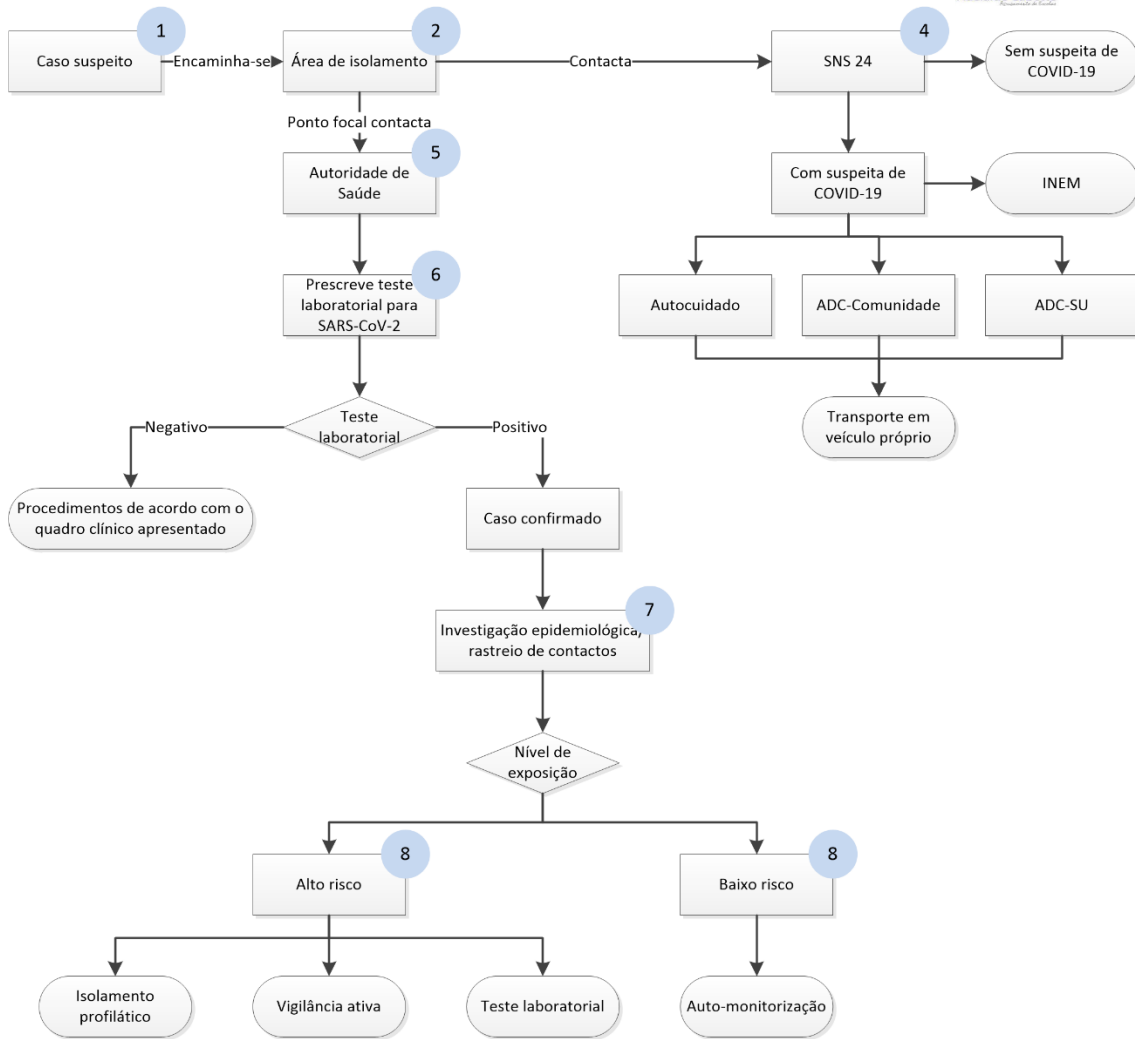 1
Caso suspeito
Encaminha-se
2
Área de isolamento
Contacta
4
SNS 24
Sem suspeita de
COVID-19
Ponto focal contacta
5
Autoridade de
Saúde
Com suspeita de
COVID-19
INEM
6
Prescreve teste
laboratorial para
SARS-CoV-2
Autocuidado
ADC-Comunidade
ADC-SU
Teste
laboratorial
Negativo
Positivo
Transporte em
veículo próprio
Procedimentos de acordo com o
quadro clínico apresentado
Caso confirmado
7
Investigação epidemiológica,
rastreio de contactos
Nível de
exposição
8
Alto risco
8
Baixo risco
Isolamento
profilático
Vigilância ativa
Teste laboratorial
Auto-monitorização